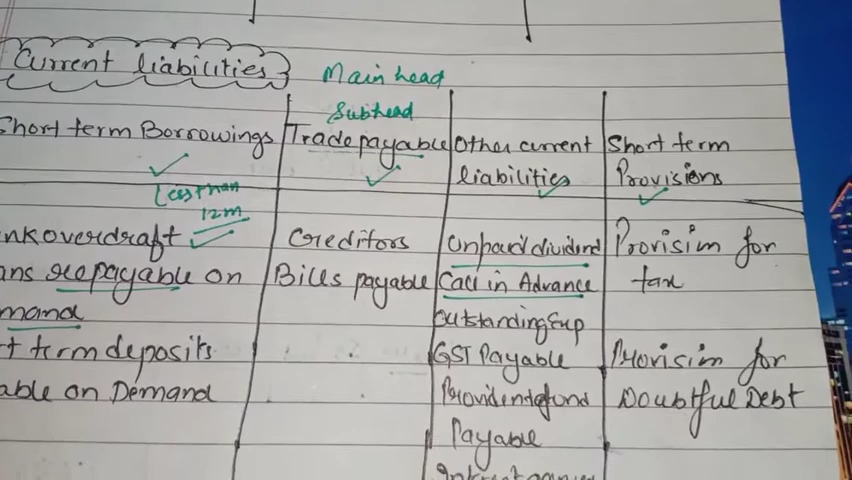 Current liabilities
Main head
Subhead
Short term Borrowings
Less than
12m
nk overdraft
ans repayable on
mand
t term deposits
able on Demand
Trade payable
Creditors
Bills payable
Other current
liabilities
Unpaid dividend
Call in Advance
Outstanding Exp
GST Payable
Provident fund
Payable
Short term
Provisions
Provision for
tax
Provision for
Doubtful Debt